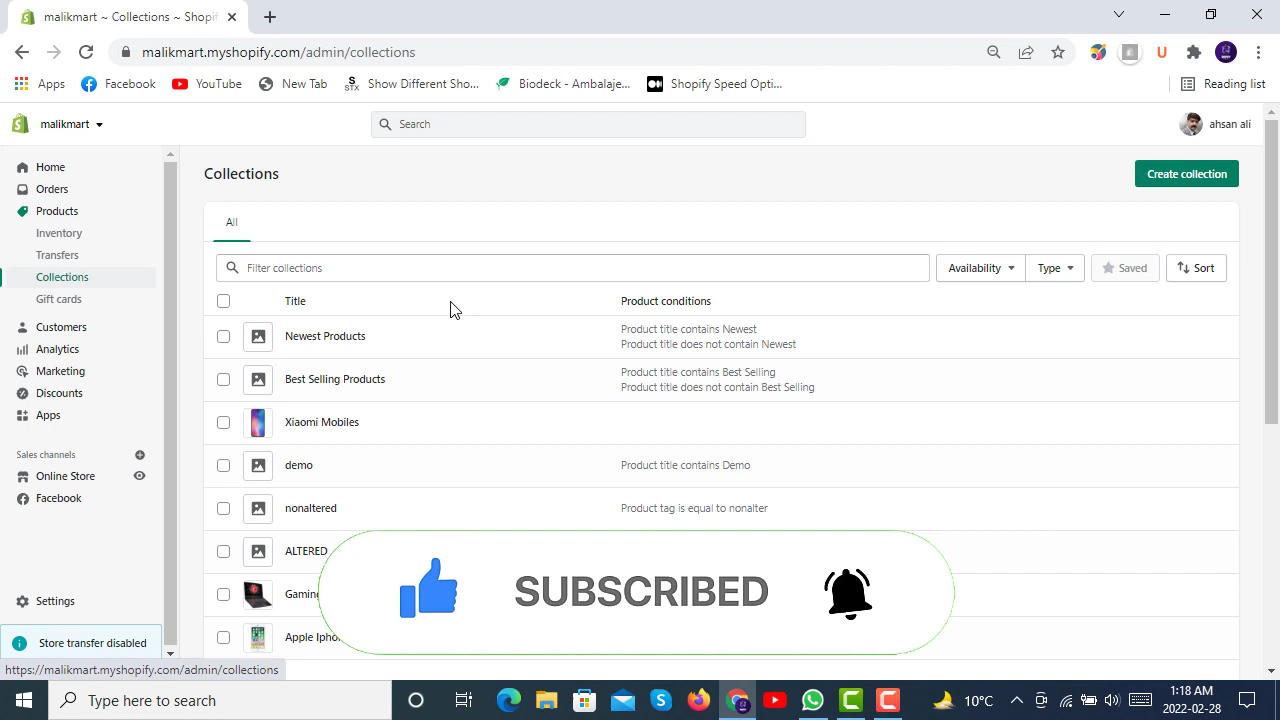 malikmart ~ Collections ~ Shopif
malikmart.myshopify.com/admin/collections
Apps
Facebook
YouTube
New Tab
STX
Show Different Sho...
Biodeck - Ambalaje...
Shopify Speed Opti...
Reading list
malikmart
Search
ahsan ali
Home
Orders
Products
Inventory
Transfers
Collections
Gift cards
Customers
Analytics
Marketing
Discounts
Apps
Sales channels
Online Store
Facebook
Settings
Store transfer disabled
Collections
Create collection
All
Filter collections
Availability
Type
Saved
Sort
Title
Product conditions
Newest Products
Product title contains Newest
Product title does not contain Newest
Best Selling Products
Product title contains Best Selling
Product title does not contain Best Selling
Xiaomi Mobiles
demo
Product title contains Demo
nonaltered
Product tag is equal to nonalter
ALTERED
Gaming
Apple Ipho
SUBSCRIBED
https://malikmart.myshopify.com/admin/collections
Type here to search
10°C
1:18 AM
2022-02-28